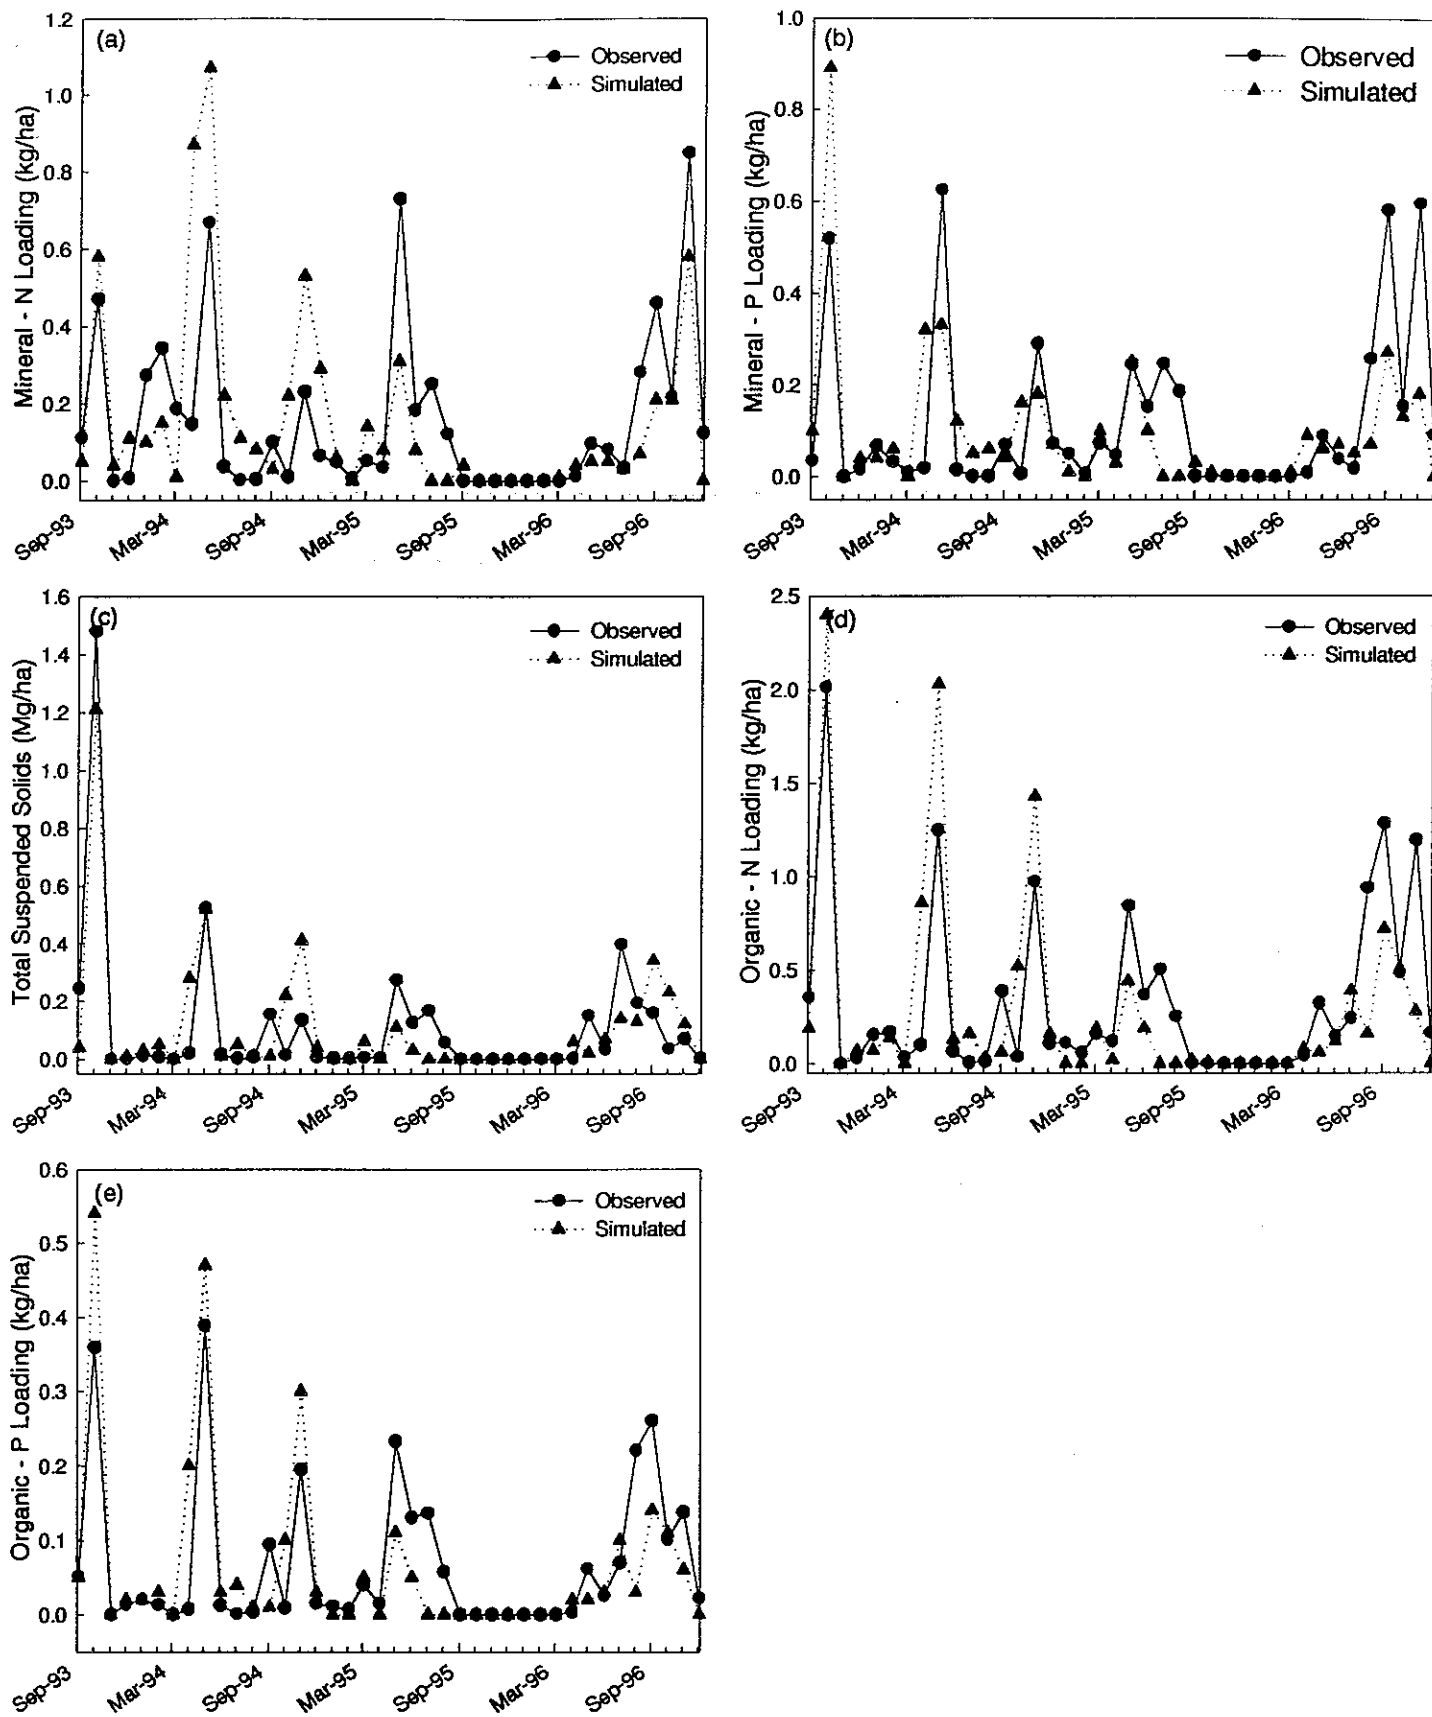 (a)
Observed
Simulated
Mineral - N Loading (kg/ha)
1.2
1.0
0.8
0.6
0.4
0.2
0.0
Sep-93
Mar-94
Sep-94
Mar-95
Sep-95
Mar-96
Sep-96
(b)
Observed
Simulated
Mineral - P Loading (kg/ha)
1.0
0.8
0.6
0.4
0.2
0.0
Sep-93
Mar-94
Sep-94
Mar-95
Sep-95
Mar-96
Sep-96
(c)
Observed
Simulated
Total Suspended Solids (Mg/ha)
1.6
1.4
1.2
1.0
0.8
0.6
0.4
0.2
0.0
Sep-93
Mar-94
Sep-94
Mar-95
Sep-95
Mar-96
Sep-96
(d)
Observed
Simulated
Organic - N Loading (kg/ha)
2.5
2.0
1.5
1.0
0.5
0.0
Sep-93
Mar-94
Sep-94
Mar-95
Sep-95
Mar-96
Sep-96
(e)
Observed
Simulated
Organic - P Loading (kg/ha)
0.6
0.5
0.4
0.3
0.2
0.1
0.0
Sep-93
Mar-94
Sep-94
Mar-95
Sep-95
Mar-96
Sep-96